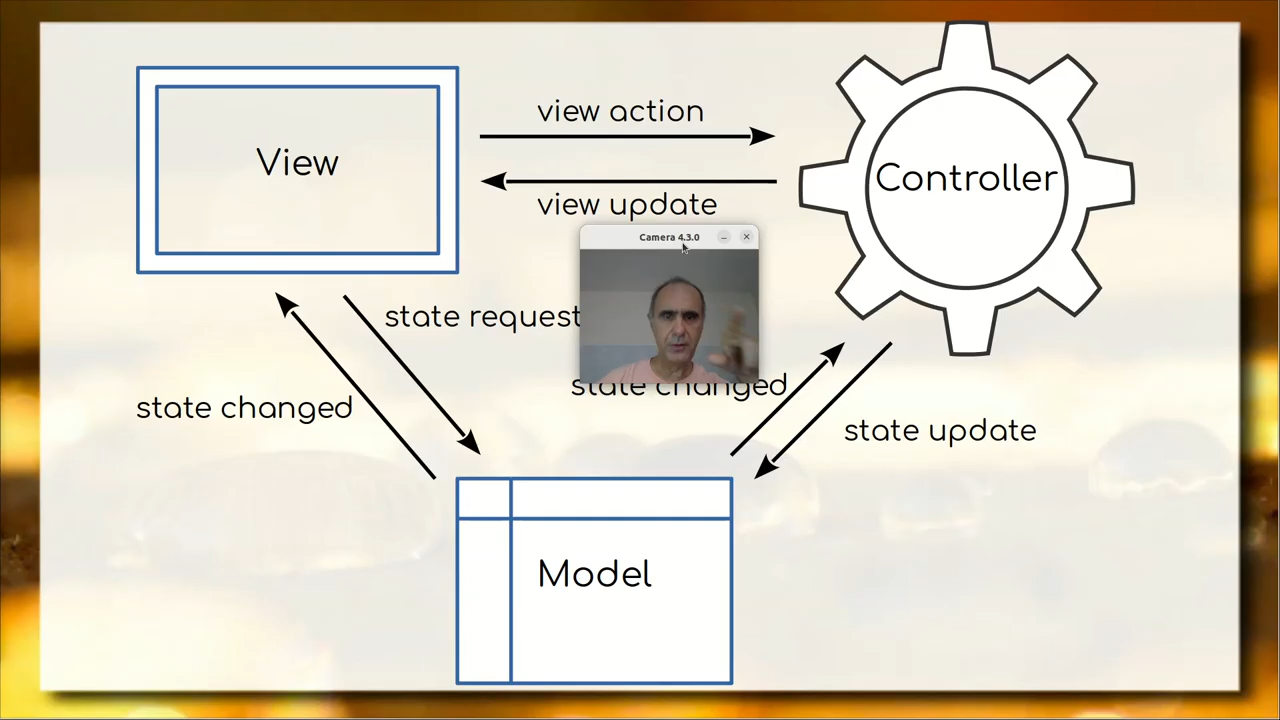 view action
View
Controller
view update
Camera 4.3.0
state request
state changed
state changed
state update
Model